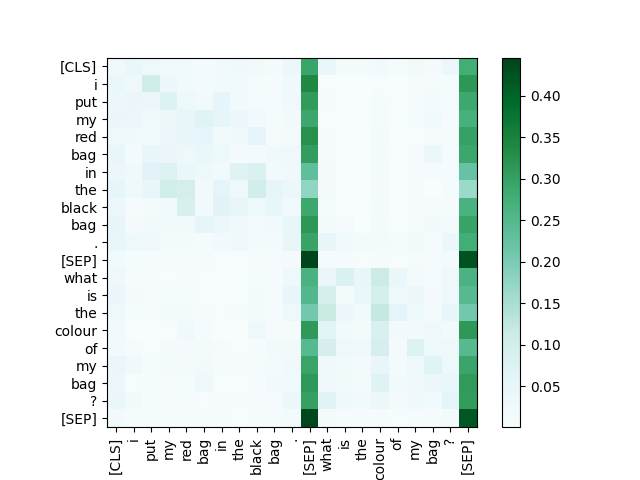 [CLS]
i
put
my
red
bag
in
the
black
bag
.
[SEP]
what
is
the
colour
of
my
bag
?
[SEP]
[CLS] i put my red bag in the black bag . [SEP] what is the colour of my bag ? [SEP]
0.40
0.35
0.30
0.25
0.20
0.15
0.10
0.05